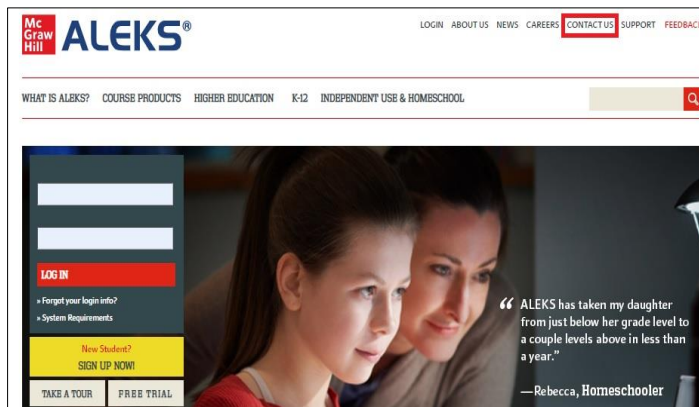 Mc
Graw
Hill
ALEKS®
LOGIN ABOUT US NEWS CAREERS CONTACT US SUPPORT FEEDBACK
WHAT IS ALEKS? COURSE PRODUCTS HIGHER EDUCATION K-12 INDEPENDENT USE & HOMESCHOOL
LOG IN
» Forgot your login info?
» System Requirements
New Student?
SIGN UP NOW!
TAKE A TOUR FREE TRIAL
“ ALEKS has taken my daughter
from just below her grade level to
a couple levels above in less than
a year.”
—Rebecca, Homeschooler